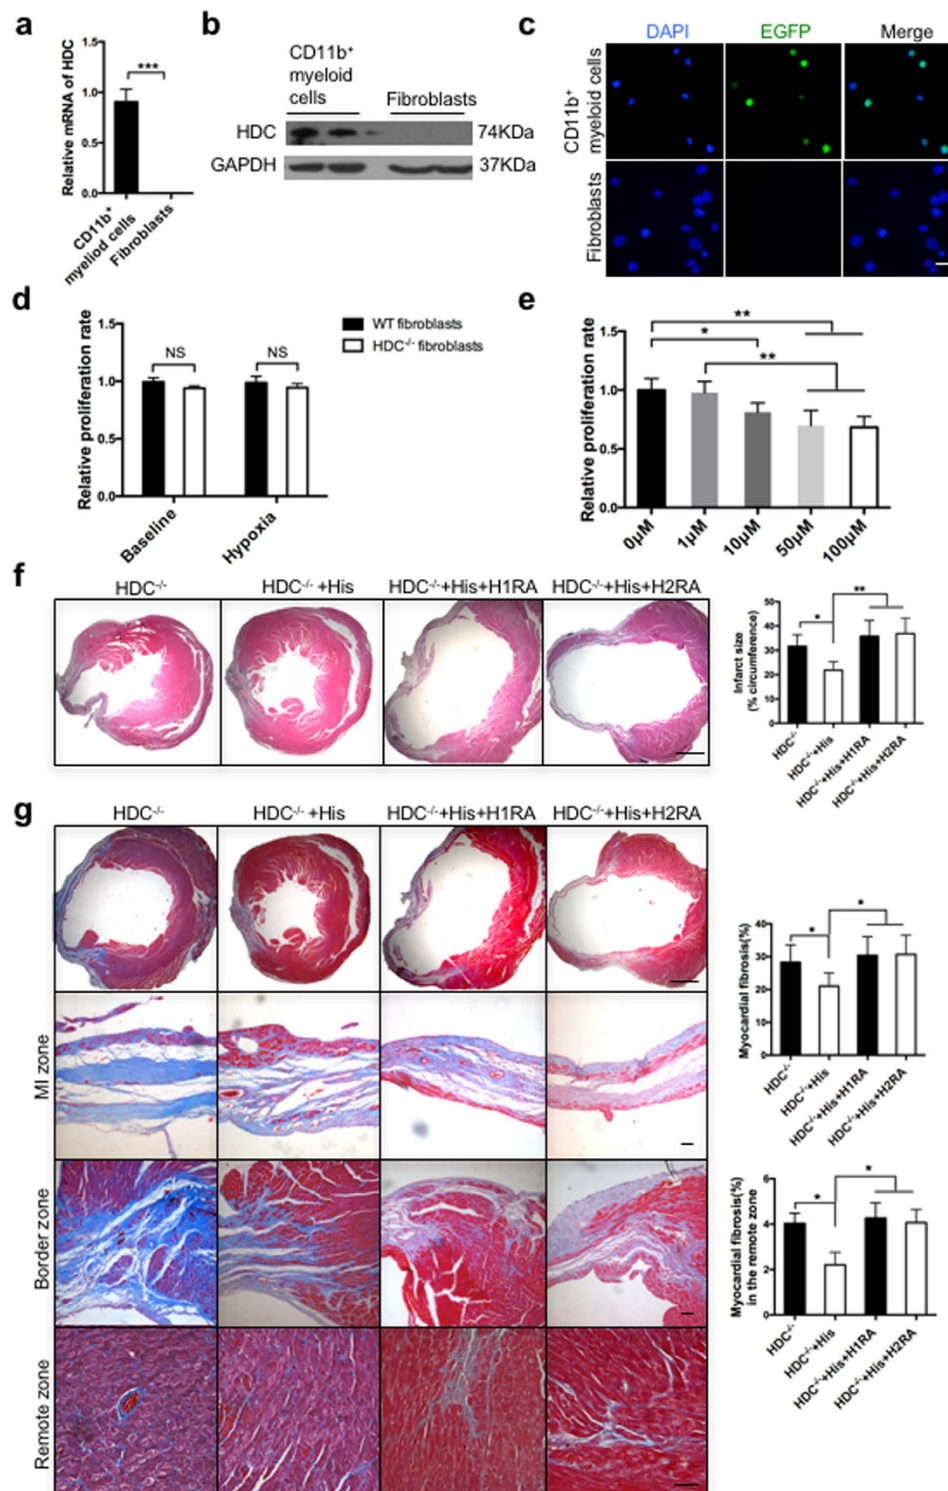 a
Relative mRNA of HDC
1.5
1.0
0.5
0.0
***
CD11b⁺
myeliod cells
Fibroblasts
b
CD11b⁺
myeloid
cells
Fibroblasts
HDC
74KDa
GAPDH
37KDa
c
DAPI
EGFP
Merge
CD11b⁺
myeloid cells
Fibroblasts
d
Relative proliferation rate
1.5
1.0
0.5
0.0
NS
NS
WT fibroblasts
HDC⁻/⁻ fibroblasts
Baseline
Hypoxia
e
Relative proliferation rate
1.5
1.0
0.5
0.0
**
*
**
0μM
1μM
10μM
50μM
100μM
f
HDC⁻/⁻
HDC⁻/⁻ +His
HDC⁻/⁻+His+H1RA
HDC⁻/⁻+His+H2RA
Infarct size
(% circumference)
50
40
30
20
10
0
*
**
HDC⁻/⁻
HDC⁻/⁻+His
HDC⁻/⁻+His+H1RA
HDC⁻/⁻+His+H2RA
g
HDC⁻/⁻
HDC⁻/⁻ +His
HDC⁻/⁻+His+H1RA
HDC⁻/⁻+His+H2RA
MI zone
Border zone
Remote zone
Myocardial fibrosis(%)
40
30
20
10
0
*
*
HDC⁻/⁻
HDC⁻/⁻+His
HDC⁻/⁻+His+H1RA
HDC⁻/⁻+His+H2RA
Myocardial fibrosis(%)
in the remote zone
6
4
2
0
*
*
HDC⁻/⁻
HDC⁻/⁻+His
HDC⁻/⁻+His+H1RA
HDC⁻/⁻+His+H2RA